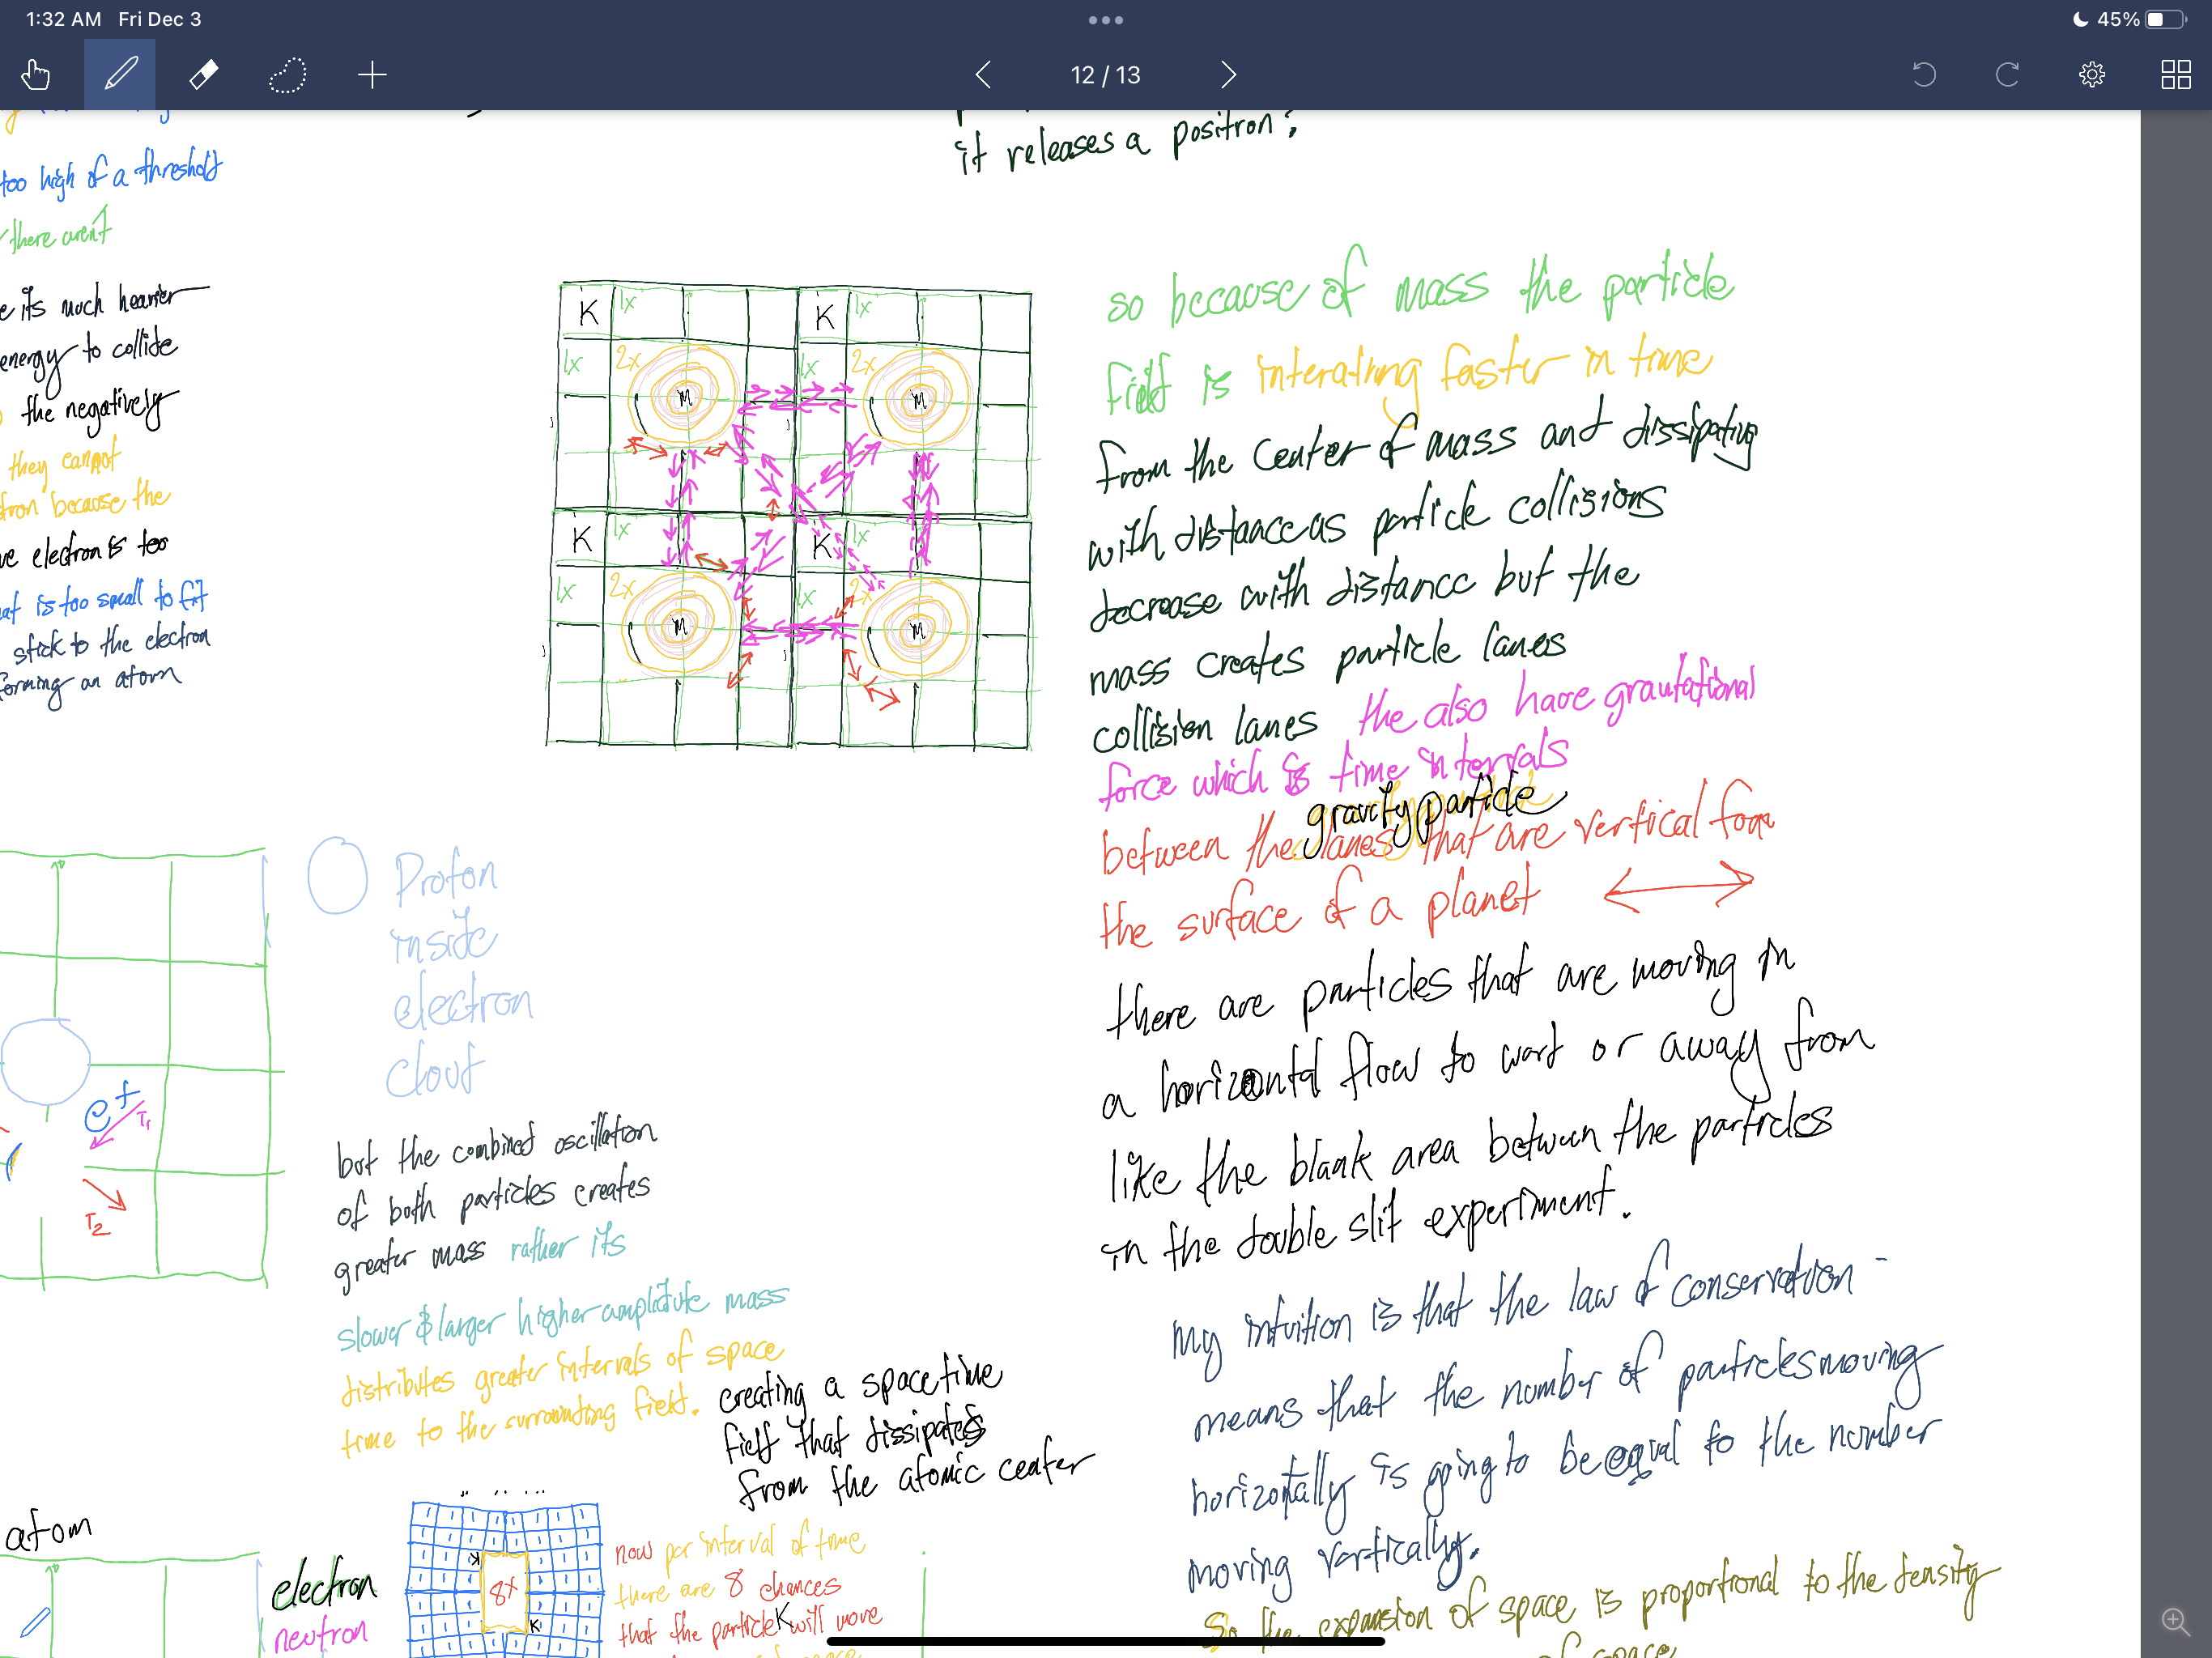 1:32 AM Fri Dec 3
45%
12 / 13
it releases a positron?
too high of a threshold
there arent
its much heavier
energy to collide
the negatively
they cannot
because the
electron is too
is too small to fit
stick to the electron
forming an atom
K 1x K 1x
1x 2x 1x 2x
M M
K 1x K 1x
1x 2x 1x 2x
M M
so because of mass the particle
field is interating faster in time
from the center of mass and dissipating
with distance as particle collisions
decrease with distance but the
mass creates particle lanes
collision lanes the also have gravitational
force which is time intervals
gravity particle
between the lanes that are vertical from
the surface of a planet
there are particles that are moving in
a horizontal flow to ward or away from
like the blank area between the particles
in the double slit experiment.
my intuition is that the law of conservation -
means that the number of particles moving
horizontally is going to be equal to the number
moving vertically.
So the expansion of space is proportional to the density
of space
Proton
inside
electron
cloud
T1
T2
but the combined oscillation
of both particles creates
greater mass rather its
slower & larger higher amplitude mass
distributes greater intervals of space
time to the surrounding field. creating a space time
field that dissipates
from the atomic center
atom
electron
neutron
8x
K
now per interval of time
there are 8 chances
that the particle K will move